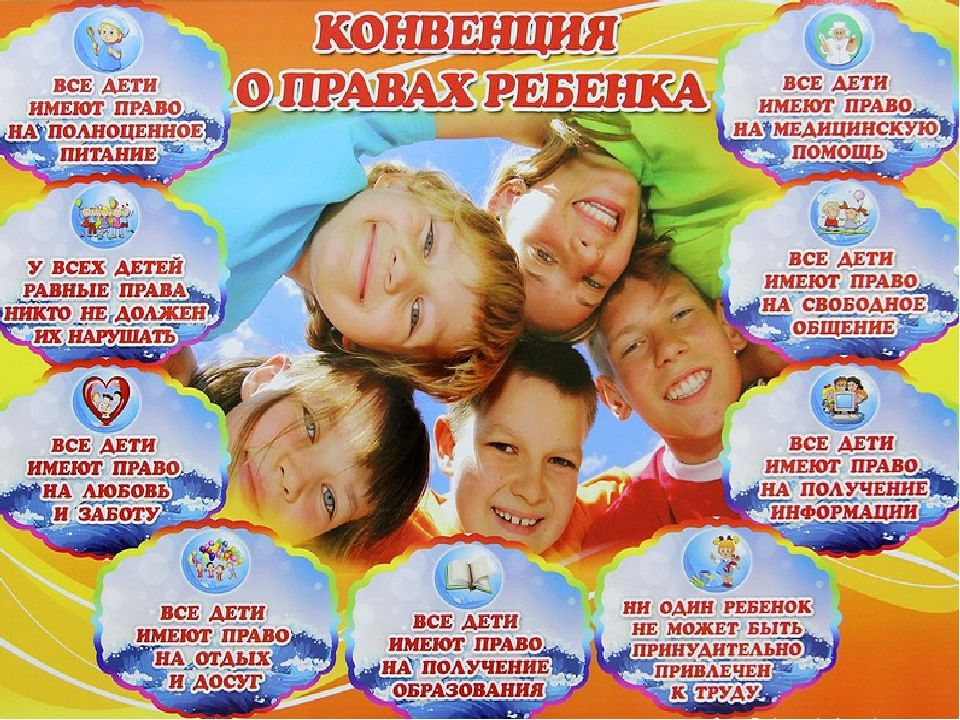 КОНВЕНЦИЯ
О ПРАВАХ РЕБЕНКА
ВСЕ ДЕТИ
ИМЕЮТ ПРАВО
НА ПОЛНОЦЕННОЕ
ПИТАНИЕ
ВСЕ ДЕТИ
ИМЕЮТ ПРАВО
НА МЕДИЦИНСКУЮ
ПОМОЩЬ
У ВСЕХ ДЕТЕЙ
РАВНЫЕ ПРАВА
НИКТО НЕ ДОЛЖЕН
ИХ НАРУШАТЬ
ВСЕ ДЕТИ
ИМЕЮТ ПРАВО
НА СВОБОДНОЕ
ОБЩЕНИЕ
ВСЕ ДЕТИ
ИМЕЮТ ПРАВО
НА ЛЮБОВЬ
И ЗАБОТУ
ВСЕ ДЕТИ
ИМЕЮТ ПРАВО
НА ПОЛУЧЕНИЕ
ИНФОРМАЦИИ
ВСЕ ДЕТИ
ИМЕЮТ ПРАВО
НА ОТДЫХ
И ДОСУГ
ВСЕ ДЕТИ
ИМЕЮТ ПРАВО
НА ПОЛУЧЕНИЕ
ОБРАЗОВАНИЯ
НИ ОДИН РЕБЕНОК
НЕ МОЖЕТ БЫТЬ
ПРИНУДИТЕЛЬНО
ПРИВЛЕЧЕН
К ТРУДУ